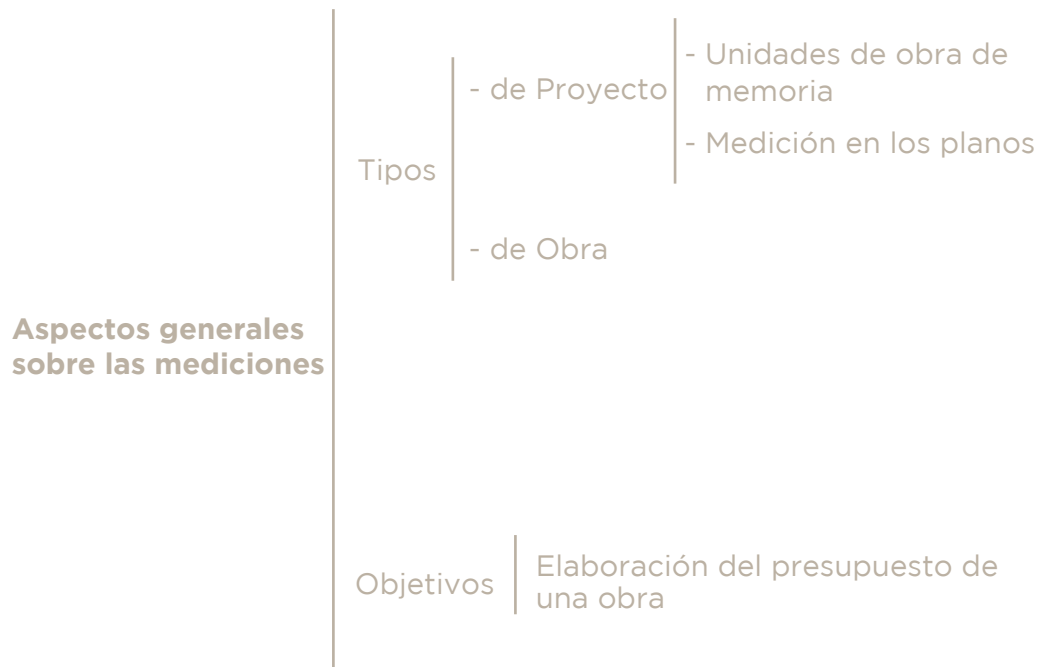 Aspectos generales
sobre las mediciones
Tipos
- de Proyecto
- Unidades de obra de
memoria
- Medición en los planos
- de Obra
Objetivos
Elaboración del presupuesto de
una obra